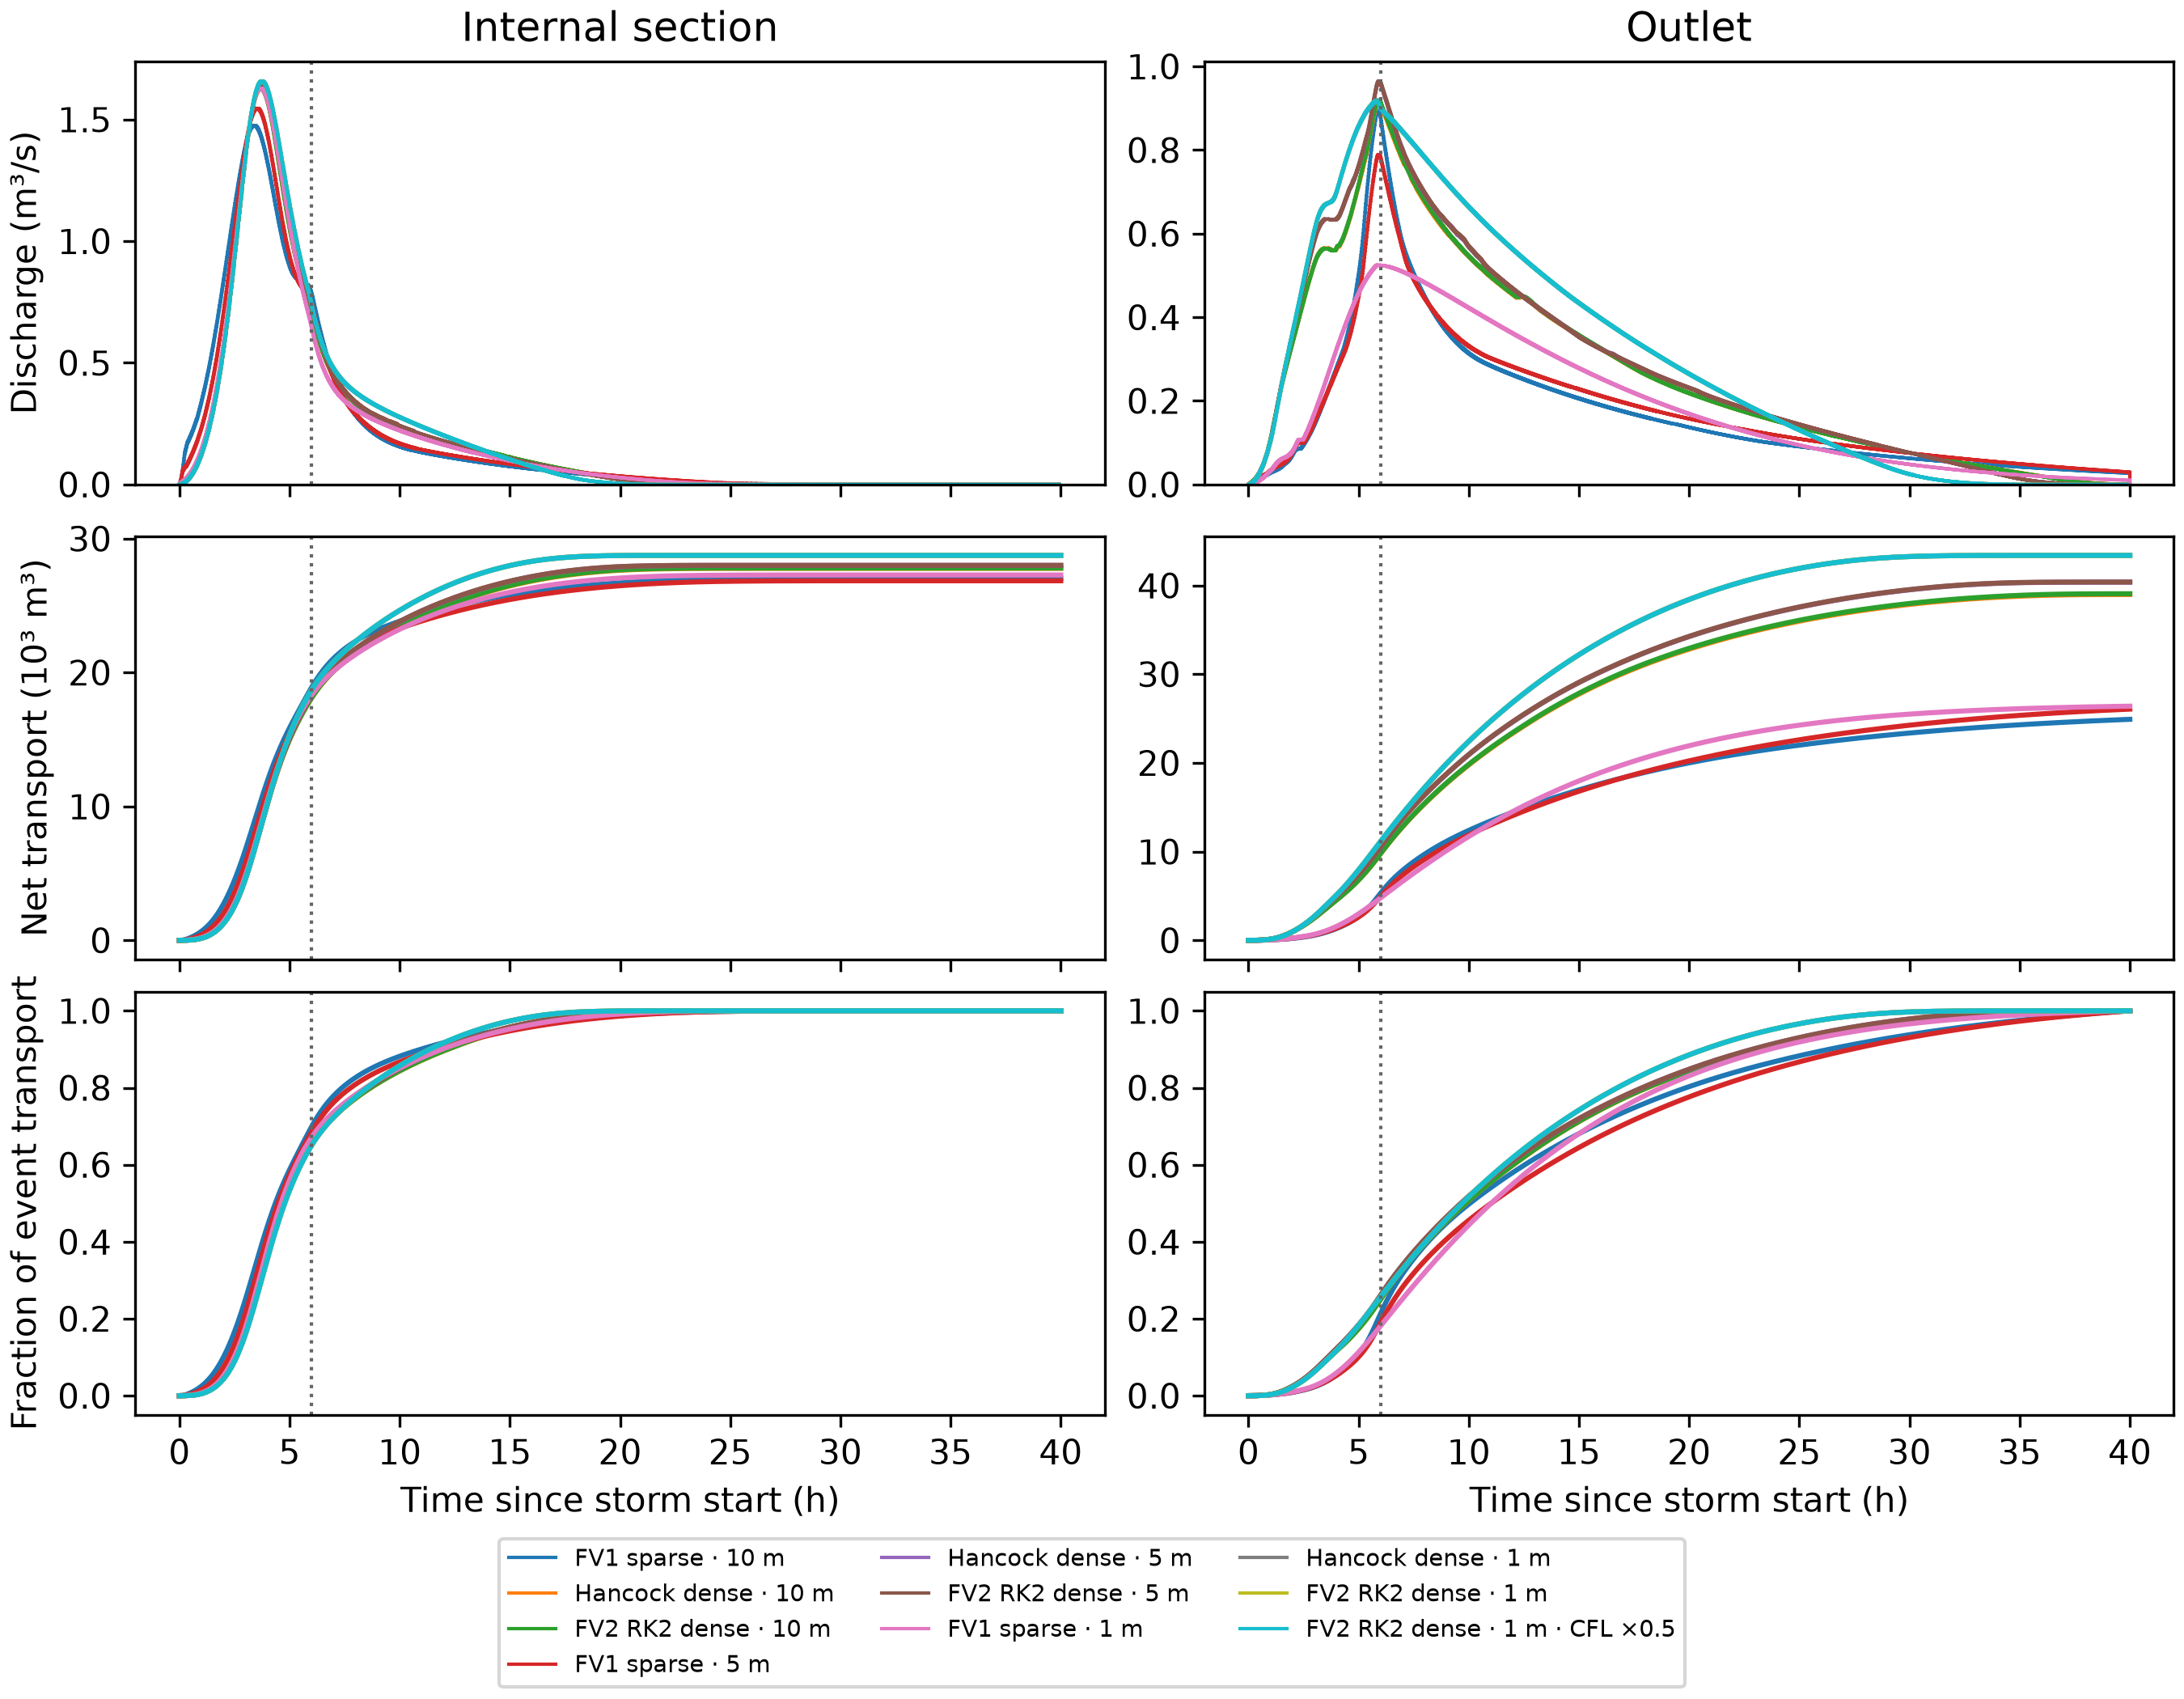 Internal section
Outlet
Discharge (m³/s)
1.5
1.0
0.5
0.0
1.0
0.8
0.6
0.4
0.2
0.0
Net transport (10³ m³)
30
20
10
0
40
30
20
10
0
Fraction of event transport
1.0
0.8
0.6
0.4
0.2
0.0
1.0
0.8
0.6
0.4
0.2
0.0
0 5 10 15 20 25 30 35 40
0 5 10 15 20 25 30 35 40
Time since storm start (h)
Time since storm start (h)
FV1 sparse · 10 m
Hancock dense · 10 m
FV2 RK2 dense · 10 m
FV1 sparse · 5 m
Hancock dense · 5 m
FV2 RK2 dense · 5 m
FV1 sparse · 1 m
Hancock dense · 1 m
FV2 RK2 dense · 1 m
FV2 RK2 dense · 1 m · CFL ×0.5